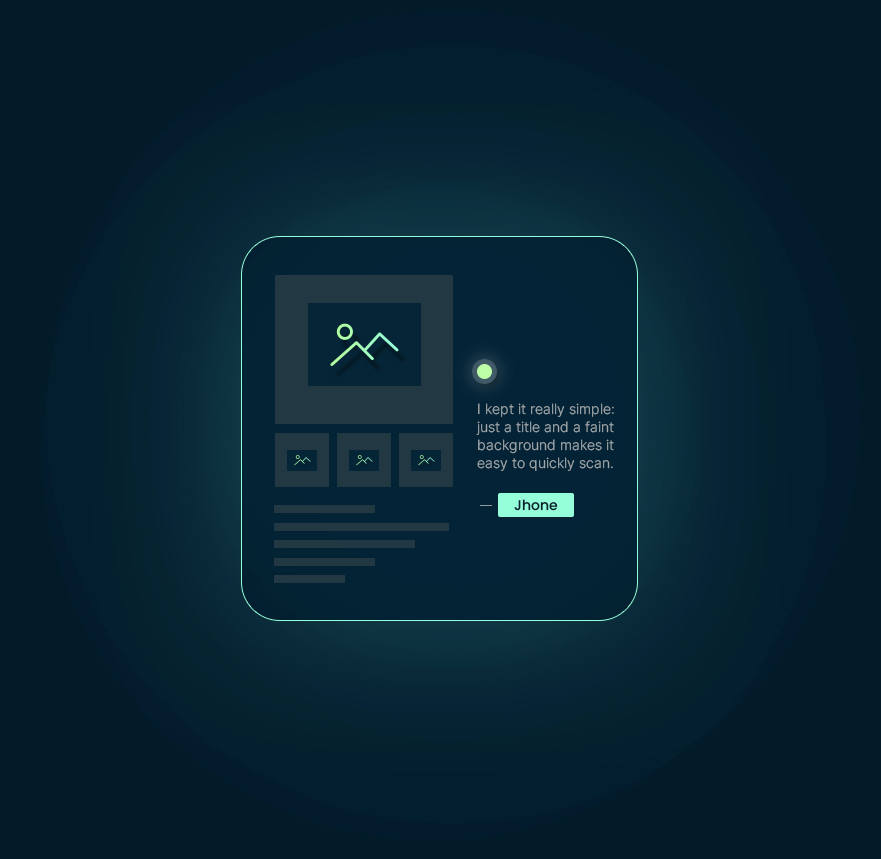 I kept it really simple:
just a title and a faint
background makes it
easy to quickly scan.
— Jhone